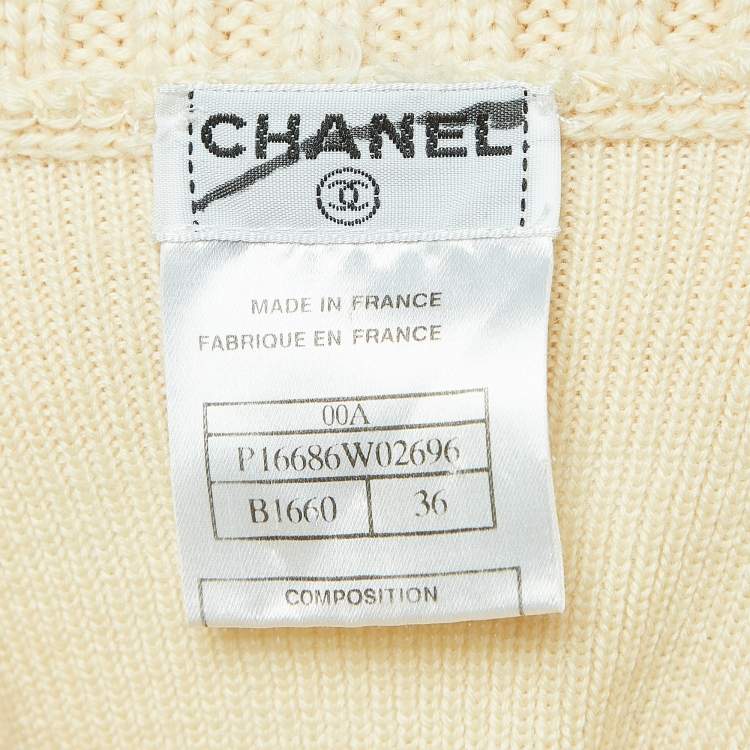 CHANEL
MADE IN FRANCE
FABRIQUE EN FRANCE
00A
P16686W02696
B1660 36
COMPOSITION